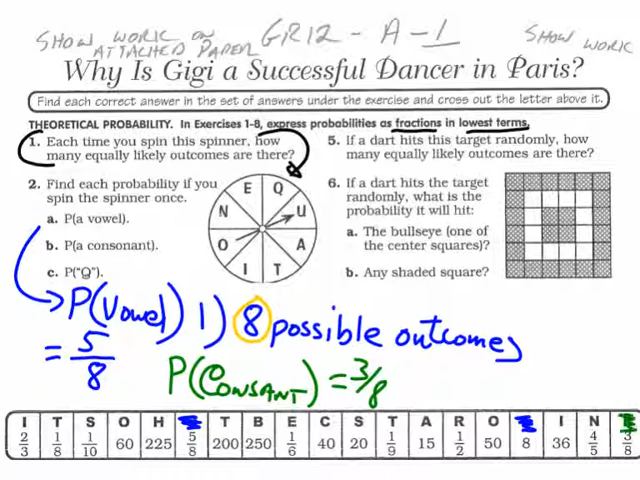 SHOW WORK ON
ATTACHED PAPER
GR12 - A - 1
SHOW WORK
Why Is Gigi a Successful Dancer in Paris?
Find each correct answer in the set of answers under the exercise and cross out the letter above it.
THEORETICAL PROBABILITY. In Exercises 1-8, express probabilities as fractions in lowest terms.
1. Each time you spin this spinner, how
many equally likely outcomes are there?
2. Find each probability if you
spin the spinner once.
a. P(a vowel).
b. P(a consonant).
c. P("Q").
E Q
N U
O A
I T
5. If a dart hits this target randomly, how
many equally likely outcomes are there?
6. If a dart hits the target
randomly, what is the
probability it will hit:
a. The bullseye (one of
the center squares)?
b. Any shaded square?
P(Vowel)
= 5/8
1) 8 possible outcomes
P(CONSANT) = 3/8
I T S O H T B E C S T A R O I N
2/3 1/8 1/10 60 225 5/8 200 250 1/6 40 20 1/9 15 1/2 50 8 36 4/5 3/8